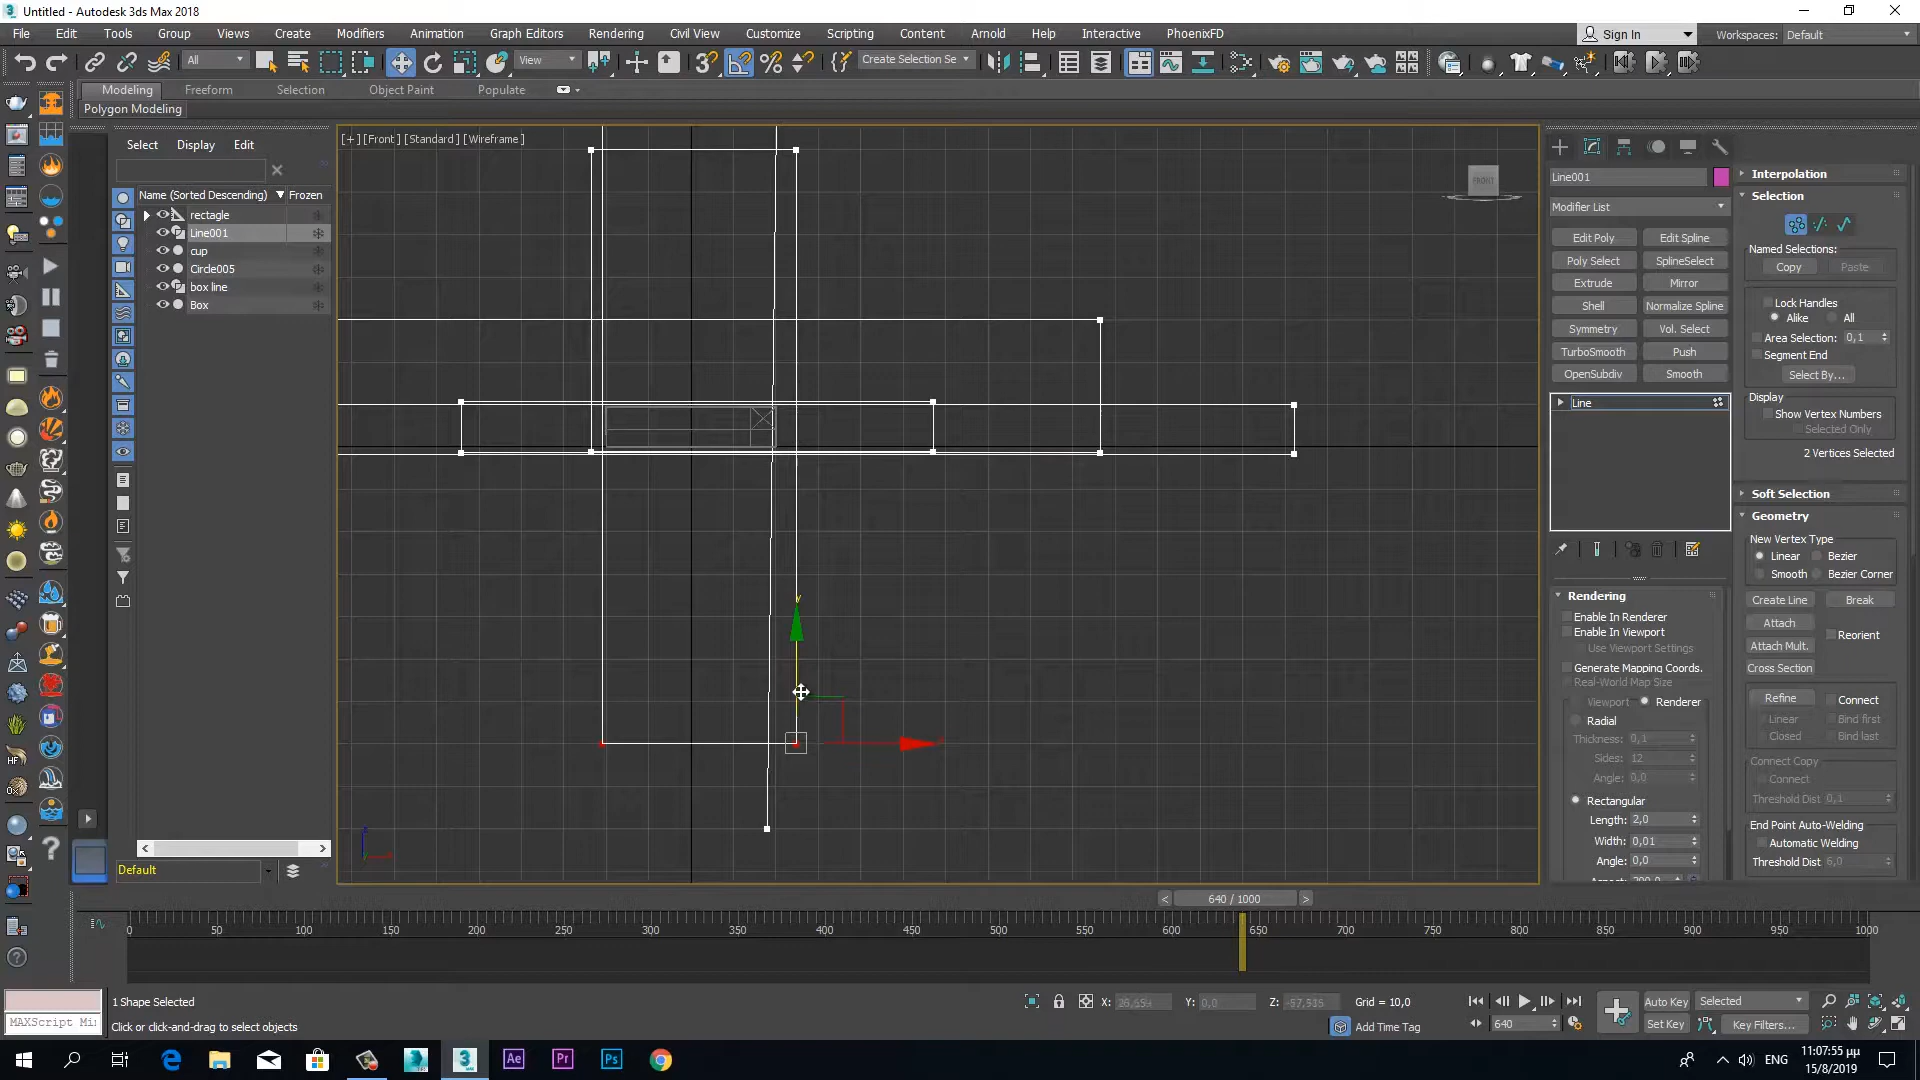 Untitled - Autodesk 3ds Max 2018
File Edit Tools Group Views Create Modifiers Animation Graph Editors Rendering Civil View Customize Scripting Content Arnold Help Interactive PhoenixFD
Sign In
Workspaces: Default
All
View
Create Selection Se
Modeling Freeform Selection Object Paint Populate
Polygon Modeling
Select Display Edit
Name (Sorted Descending) Frozen
rectagle
Line001
cup
Circle005
box line
Box
Default
[+] [Front] [Standard] [Wireframe]
FRONT
y
Line001
Modifier List
Edit Poly Edit Spline
Poly Select SplineSelect
Extrude Mirror
Shell Normalize Spline
Symmetry Vol. Select
TurboSmooth Push
OpenSubdiv Smooth
Line
Rendering
Enable In Renderer
Enable In Viewport
Use Viewport Settings
Generate Mapping Coords.
Real-World Map Size
Viewport Renderer
Radial
Thickness: 0,1
Sides: 12
Angle: 0,0
Rectangular
Length: 2,0
Width: 0,01
Angle: 0,0
Interpolation
Selection
Named Selections:
Copy Paste
Lock Handles
Alike All
Area Selection: 0,1
Segment End
Select By...
Display
Show Vertex Numbers
Selected Only
2 Vertices Selected
Soft Selection
Geometry
New Vertex Type
Linear Bezier
Smooth Bezier Corner
Create Line Break
Attach Reorient
Attach Mult.
Cross Section
Refine Connect
Linear Bind first
Closed Bind last
Connect Copy
Connect
Threshold Dist 0,1
End Point Auto-Welding
Automatic Welding
Threshold Dist 6,0
< 640 / 1000 >
0 50 100 150 200 250 300 350 400 450 500 550 600 650 700 750 800 850 900 950 1000
MAXScript Mi
1 Shape Selected
Click or click-and-drag to select objects
X: Y: 0,0 Z: Grid = 10,0
Add Time Tag
640
Auto Key Selected
Set Key Key Filters...
Ae Pr Ps
ENG
11:07:55 μμ
15/8/2019